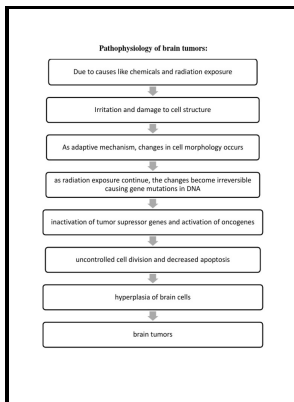 Pathophysiology of brain tumors:
Due to causes like chemicals and radiation exposure
Irritation and damage to cell structure
As adaptive mechanism, changes in cell morphology occurs
as radiation exposure continue, the changes become irreversible
causing gene mutations in DNA
inactivation of tumor supressor genes and activation of oncogenes
uncontrolled cell division and decreased apoptosis
hyperplasia of brain cells
brain tumors